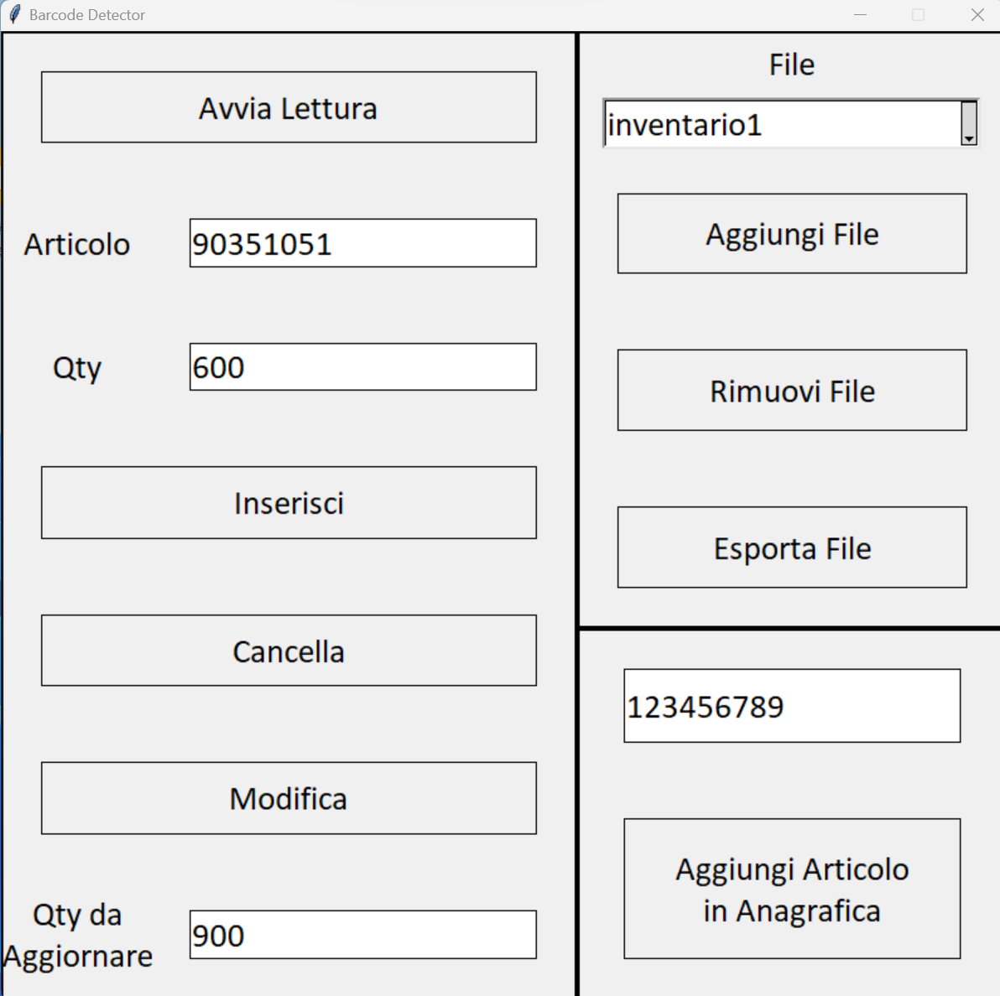 Barcode Detector
Avvia Lettura
Articolo
90351051
Qty
600
Inserisci
Cancella
Modifica
Qty da
Aggiornare
900
File
inventario1
Aggiungi File
Rimuovi File
Esporta File
123456789
Aggiungi Articolo
in Anagrafica